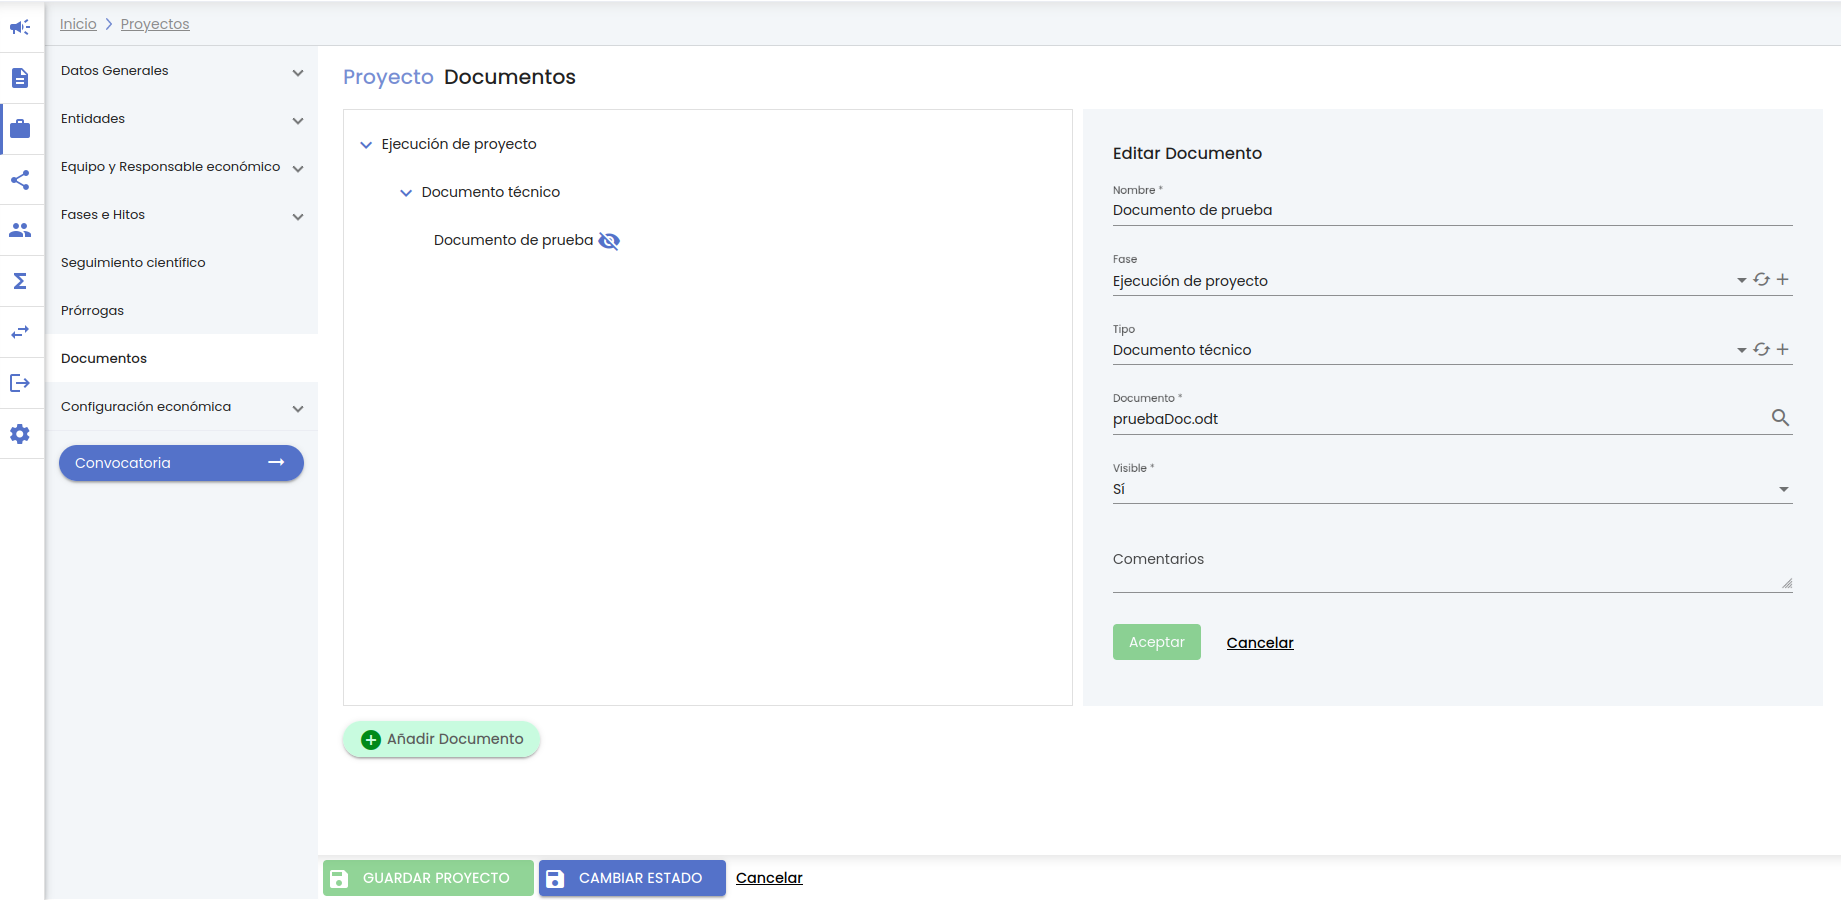 Inicio > Proyectos
Datos Generales
Entidades
Equipo y Responsable económico
Fases e Hitos
Seguimiento científico
Prórrogas
Documentos
Configuración económica
Convocatoria
Proyecto Documentos
Ejecución de proyecto
Documento técnico
Documento de prueba
Añadir Documento
Editar Documento
Nombre *
Documento de prueba
Fase
Ejecución de proyecto
Tipo
Documento técnico
Documento *
pruebaDoc.odt
Visible *
Sí
Comentarios
Aceptar Cancelar
GUARDAR PROYECTO CAMBIAR ESTADO Cancelar